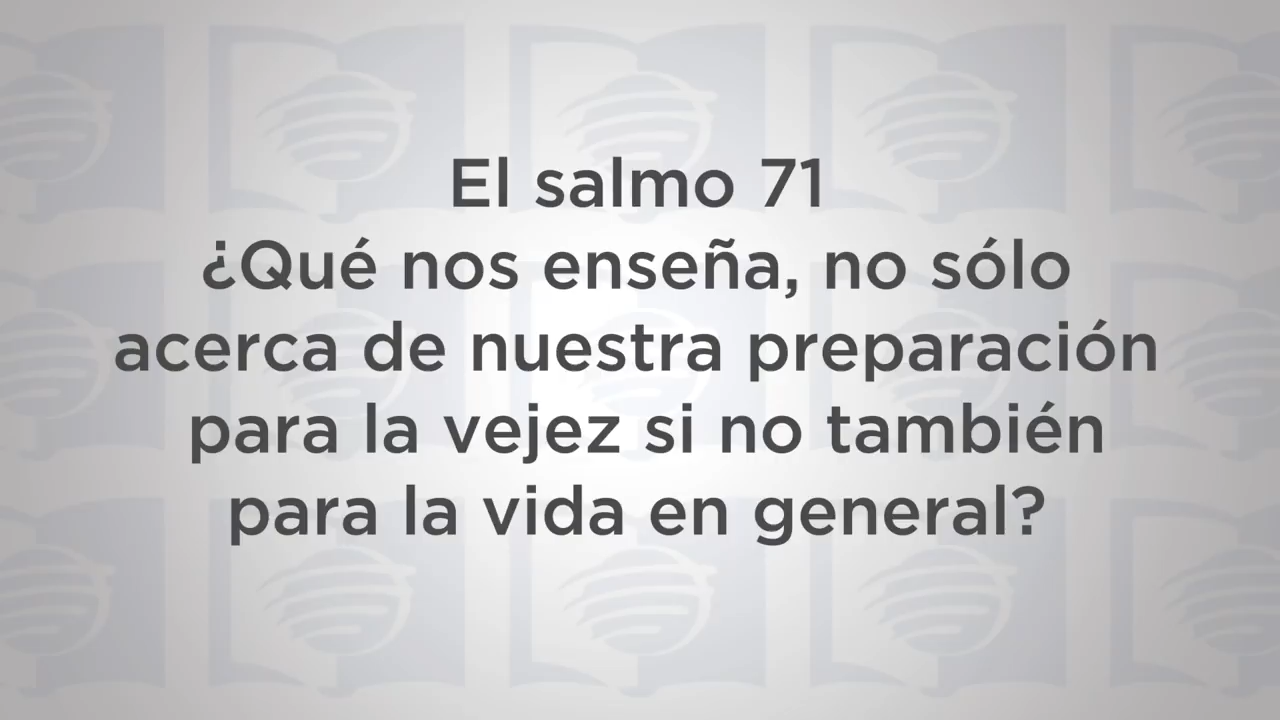 El salmo 71
¿Qué nos enseña, no sólo
acerca de nuestra preparación
para la vejez si no también
para la vida en general?